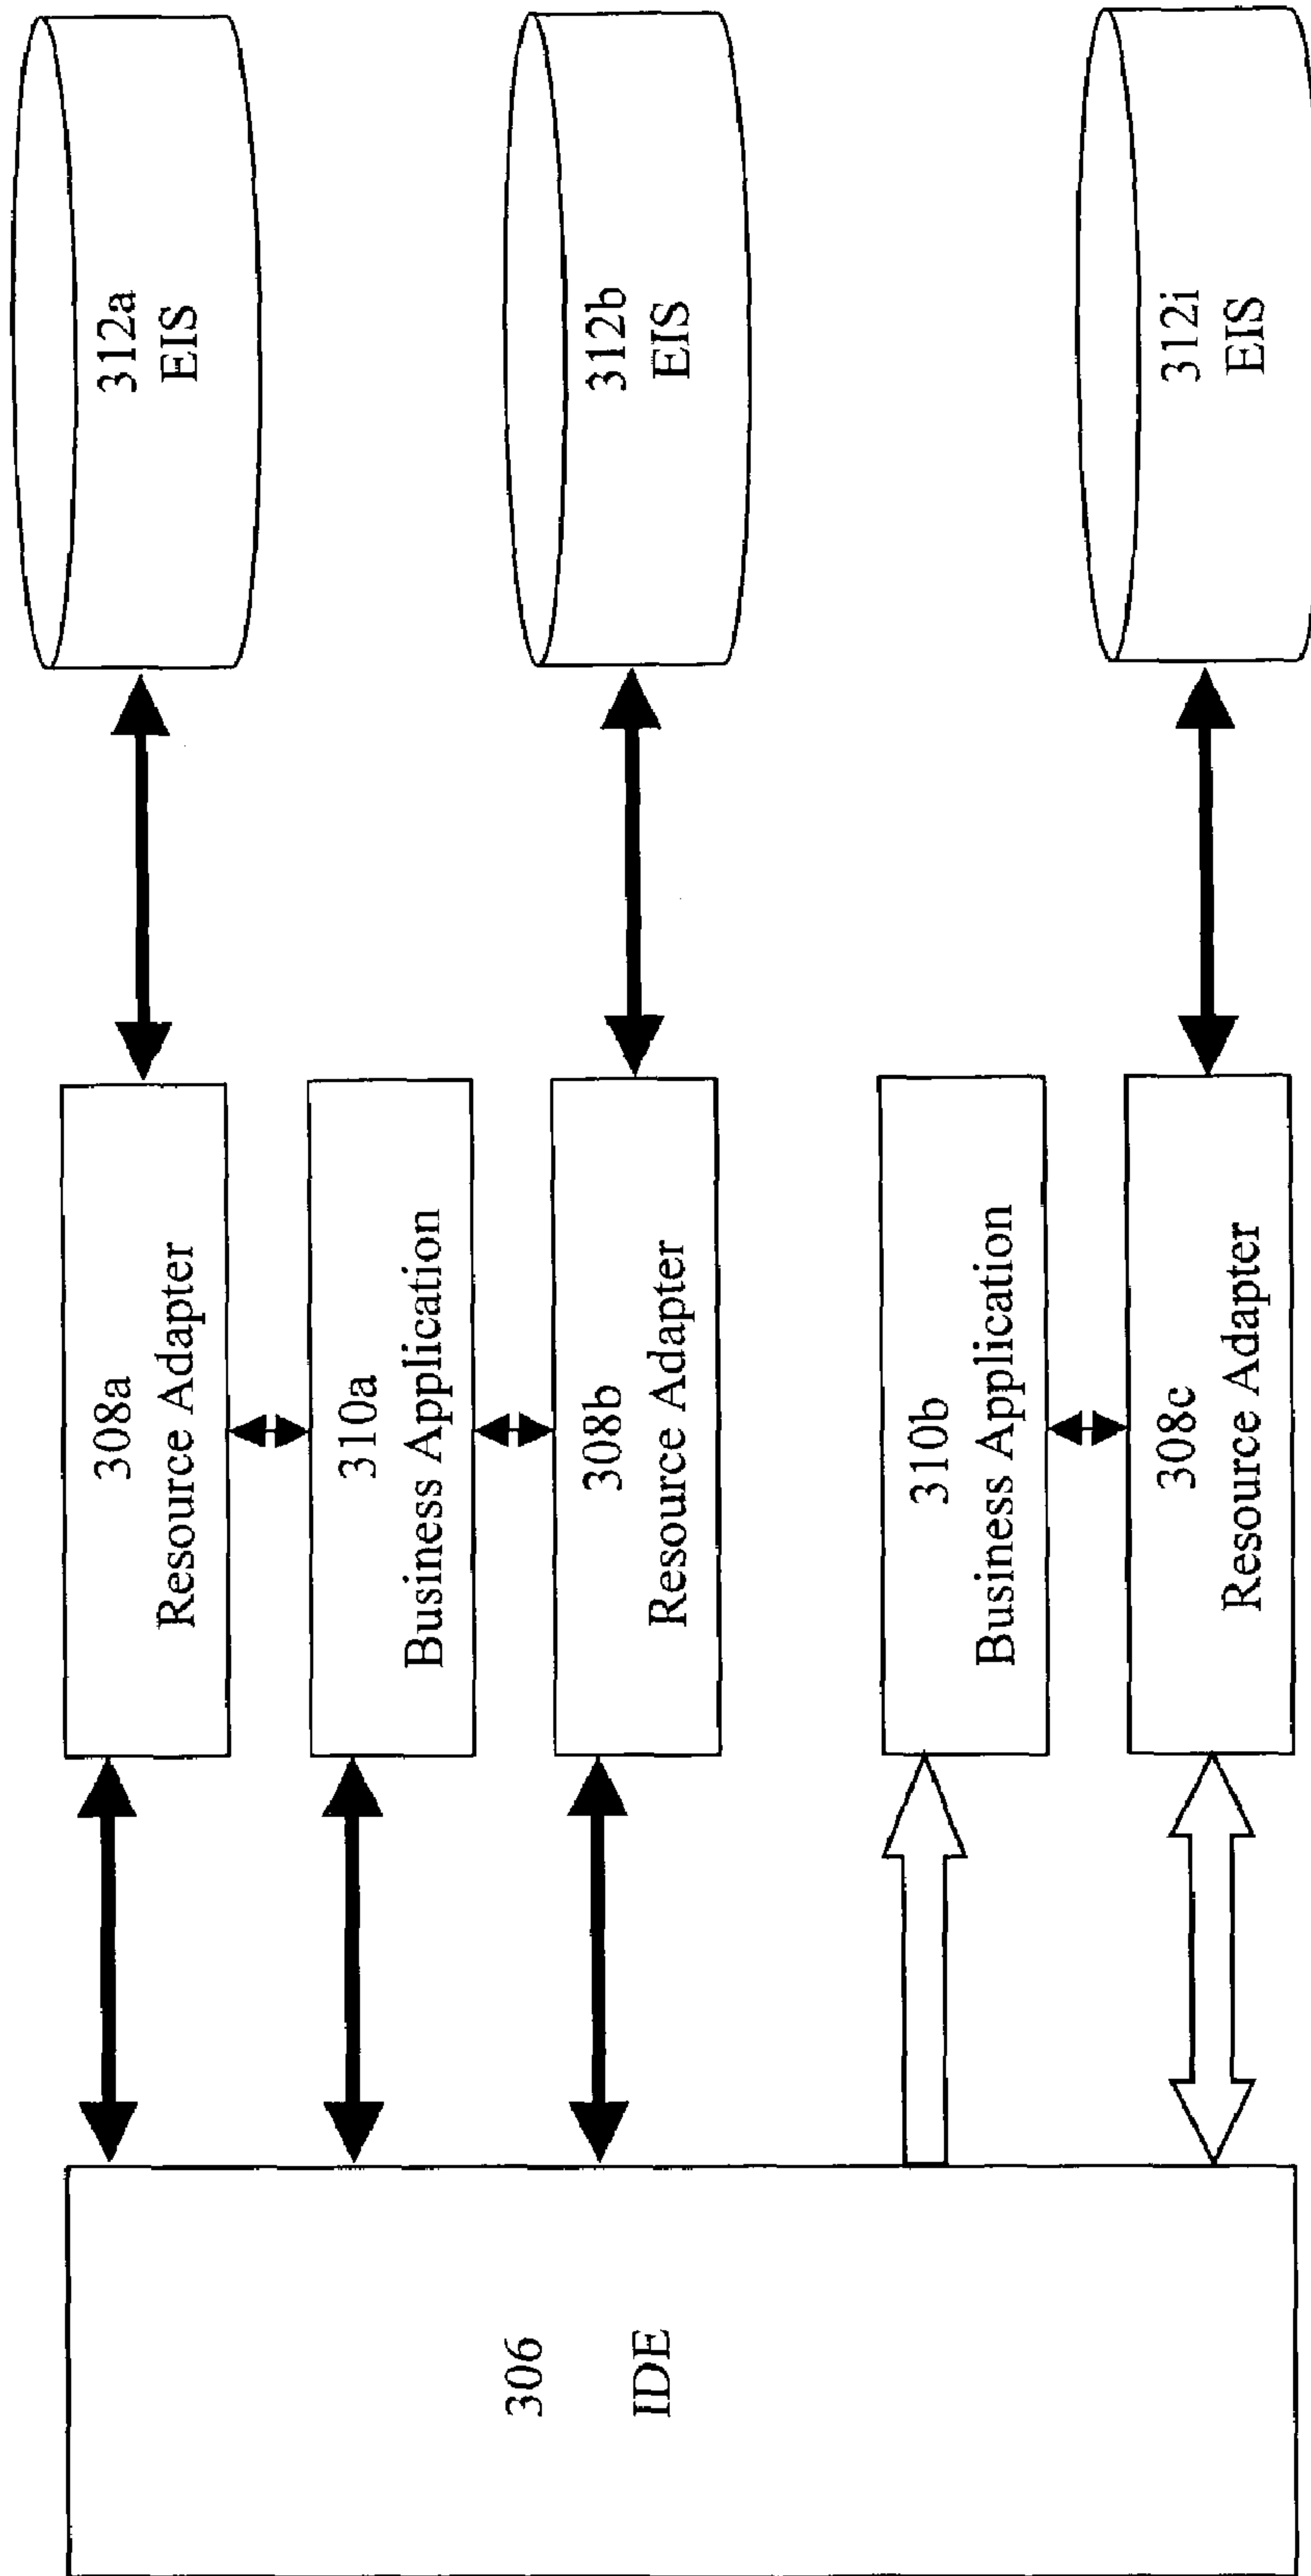 312a
EIS
312b
EIS
312i
EIS
308a
Resource Adapter
310a
Business Application
308b
Resource Adapter
310b
Business Application
308c
Resource Adapter
306
IDE